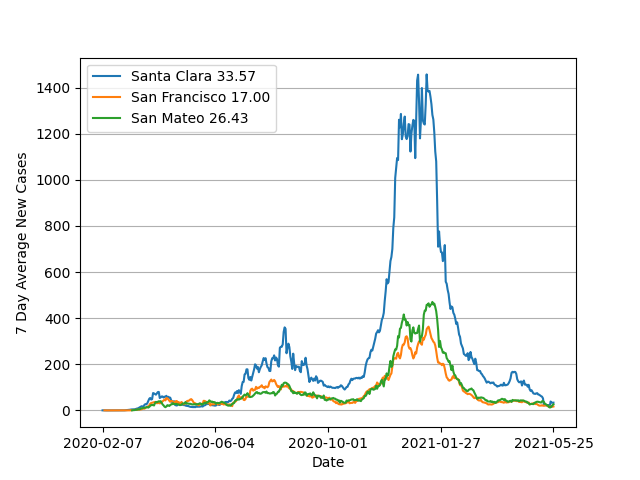 Santa Clara 33.57
San Francisco 17.00
San Mateo 26.43
1400
1200
1000
800
600
400
200
0
7 Day Average New Cases
2020-02-07 2020-06-04 2020-10-01 2021-01-27 2021-05-25
Date